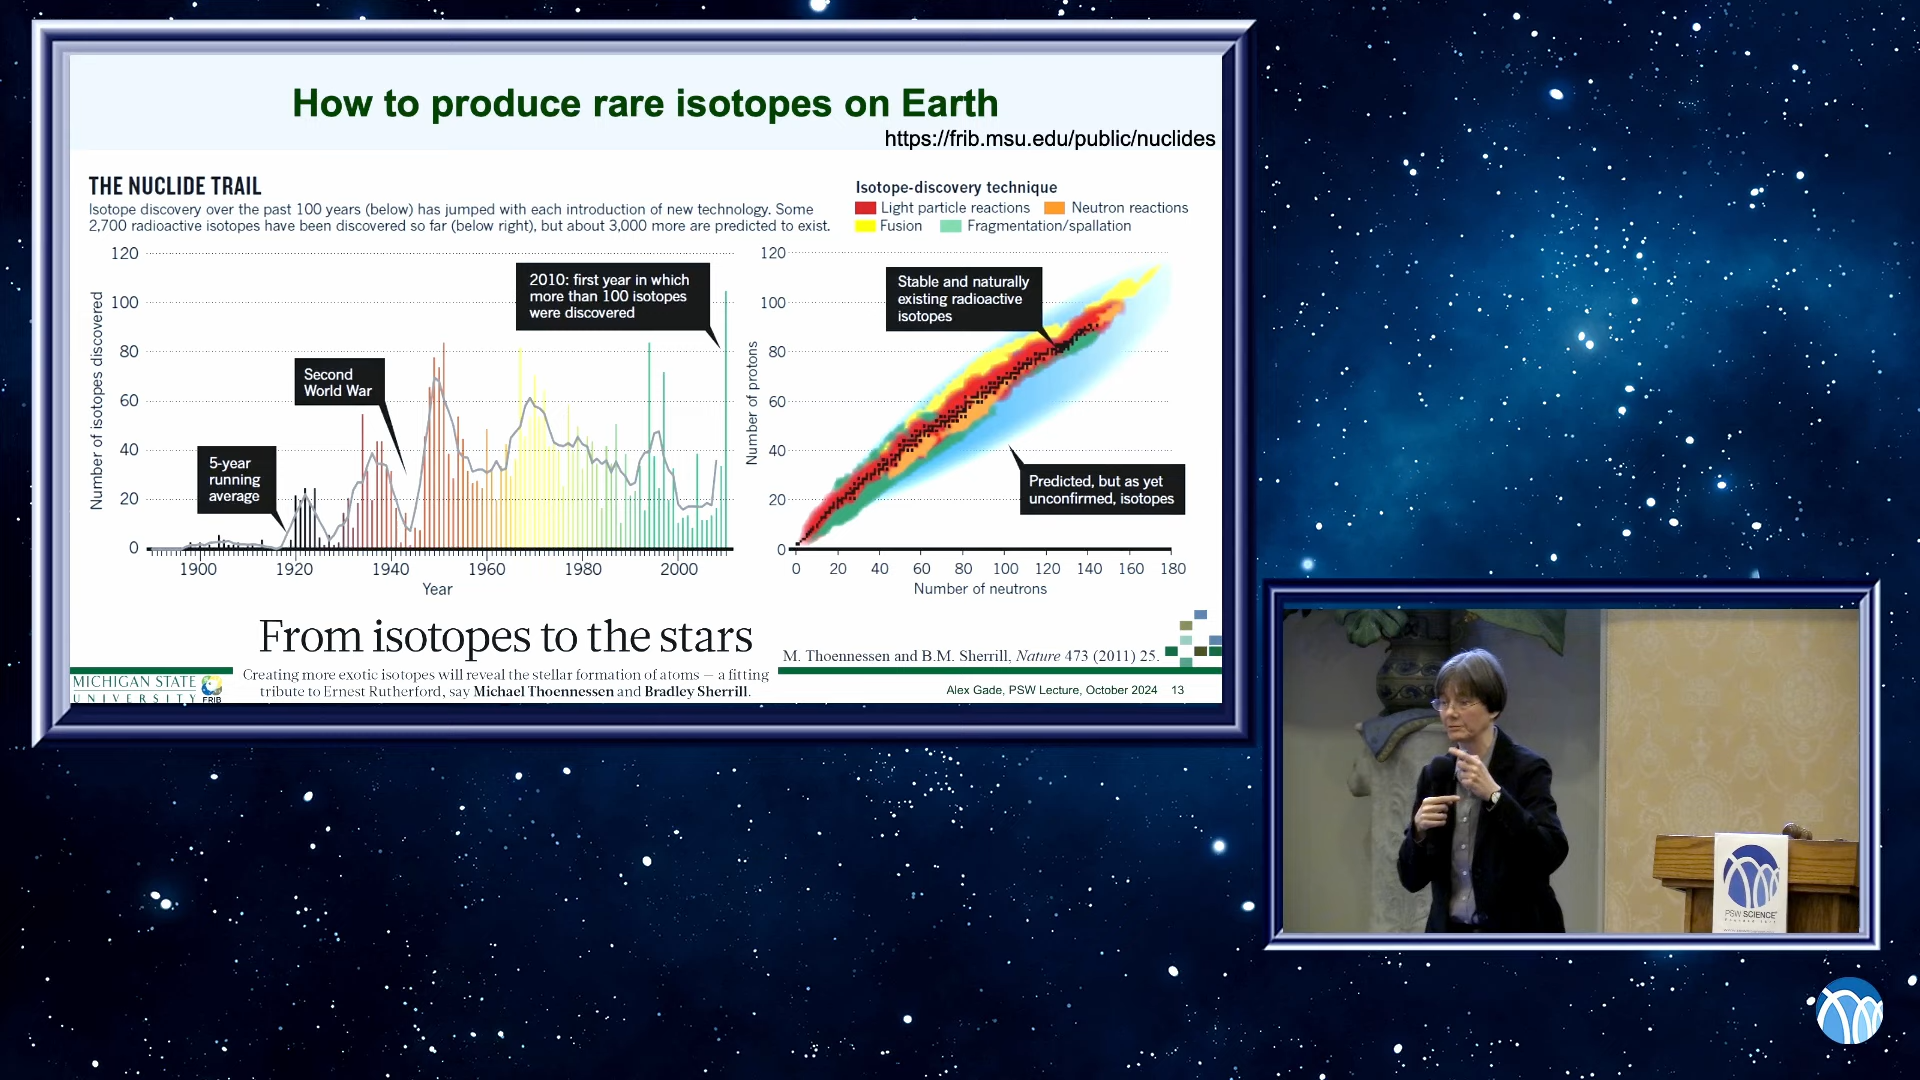 How to produce rare isotopes on Earth
https://frib.msu.edu/public/nuclides
THE NUCLIDE TRAIL
Isotope discovery over the past 100 years (below) has jumped with each introduction of new technology. Some
2,700 radioactive isotopes have been discovered so far (below right), but about 3,000 more are predicted to exist.
Isotope-discovery technique
Light particle reactions
Neutron reactions
Fusion
Fragmentation/spallation
Number of isotopes discovered
120
100
80
60
40
20
0
5-year
running
average
Second
World War
2010: first year in which
more than 100 isotopes
were discovered
1900 1920 1940 1960 1980 2000
Year
Number of protons
120
100
80
60
40
20
0
Stable and naturally
existing radioactive
isotopes
Predicted, but as yet
unconfirmed, isotopes
0 20 40 60 80 100 120 140 160 180
Number of neutrons
From isotopes to the stars
Creating more exotic isotopes will reveal the stellar formation of atoms — a fitting
tribute to Ernest Rutherford, say Michael Thoennessen and Bradley Sherrill.
M. Thoennessen and B.M. Sherrill, Nature 473 (2011) 25.
MICHIGAN STATE
UNIVERSITY
FRIB
Alex Gade, PSW Lecture, October 2024 13
PSW SCIENCE